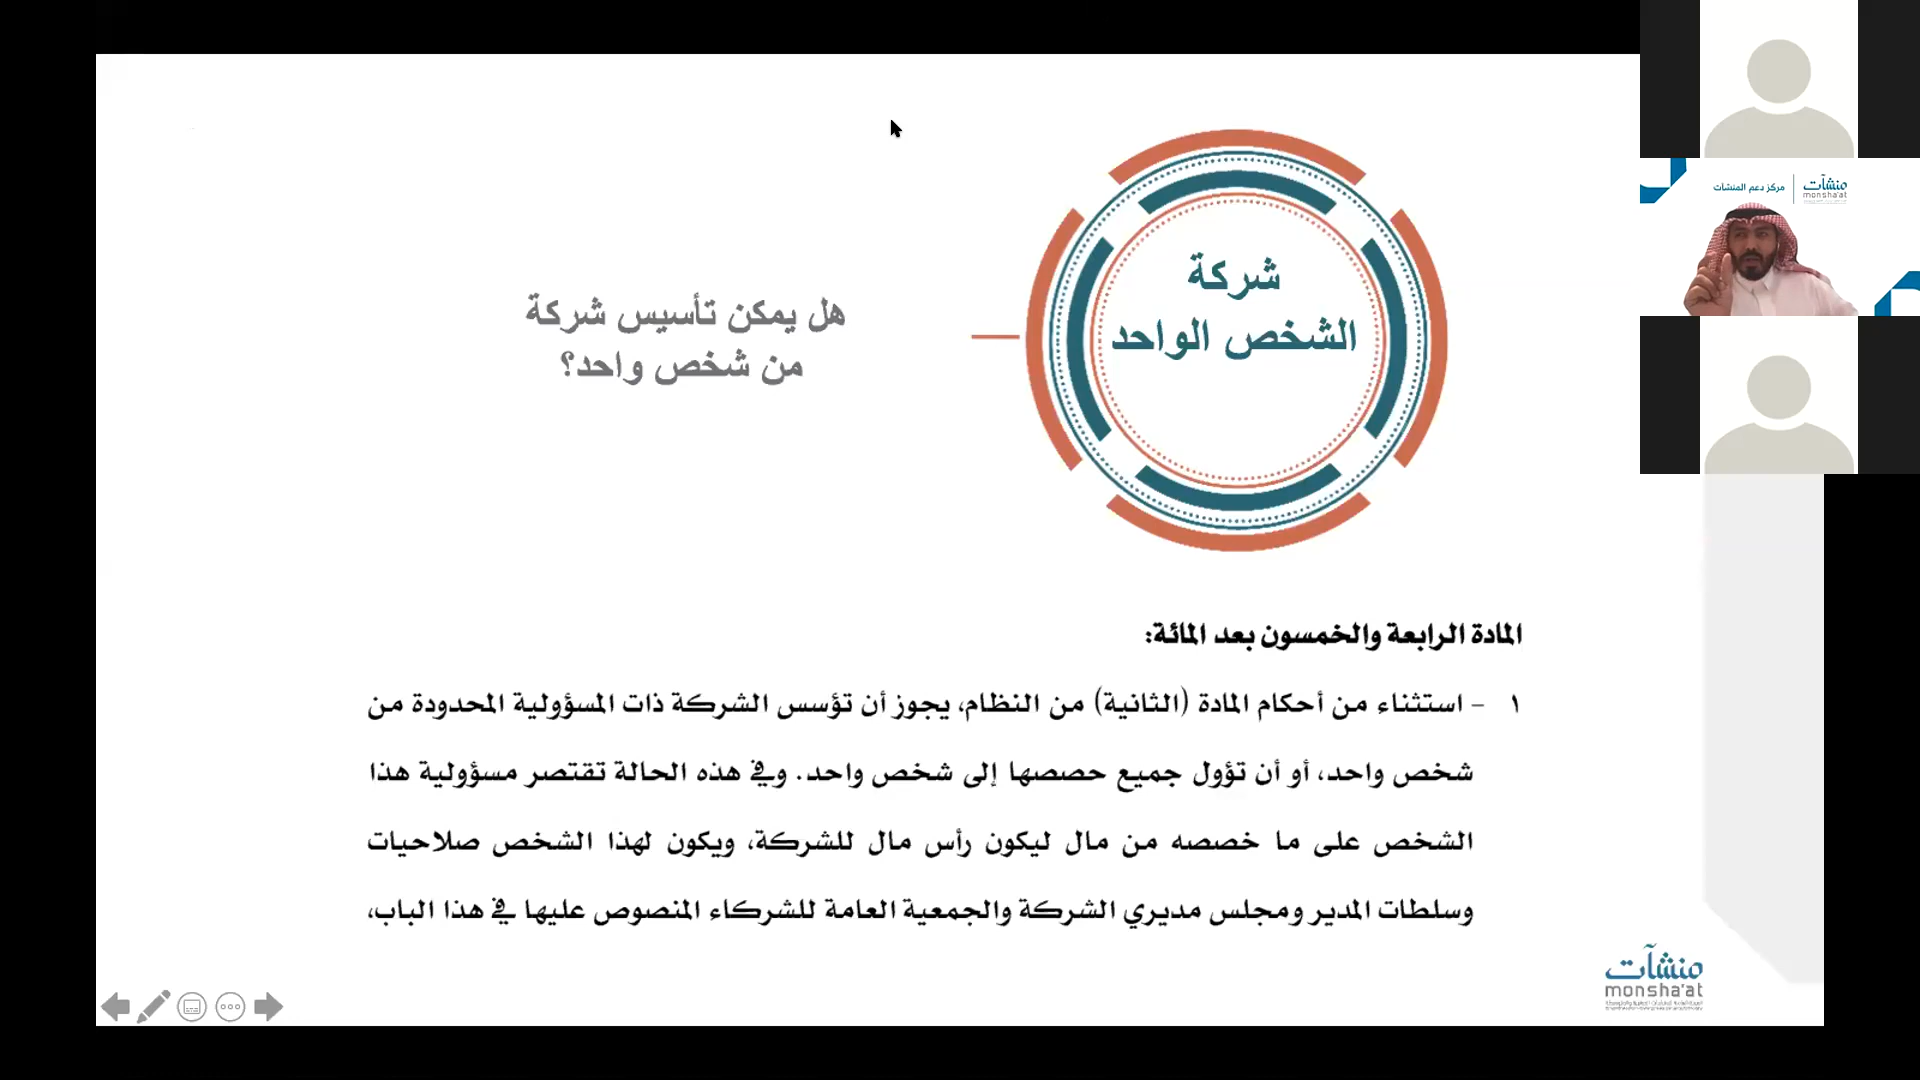 منشآت
monsha'at
مركز دعم المنشآت
شركة
الشخص الواحد
هل يمكن تأسيس شركة
من شخص واحد؟
المادة الرابعة والخمسون بعد المائة:
١ - استثناء من أحكام المادة (الثانية) من النظام، يجوز أن تؤسس الشركة ذات المسؤولية المحدودة من
شخص واحد، أو أن تؤول جميع حصصها إلى شخص واحد. وفي هذه الحالة تقتصر مسؤولية هذا
الشخص على ما خصصه من مال ليكون رأس مال للشركة، ويكون لهذا الشخص صلاحيات
وسلطات المدير ومجلس مديري الشركة والجمعية العامة للشركاء المنصوص عليها في هذا الباب،
منشآت
monsha'at